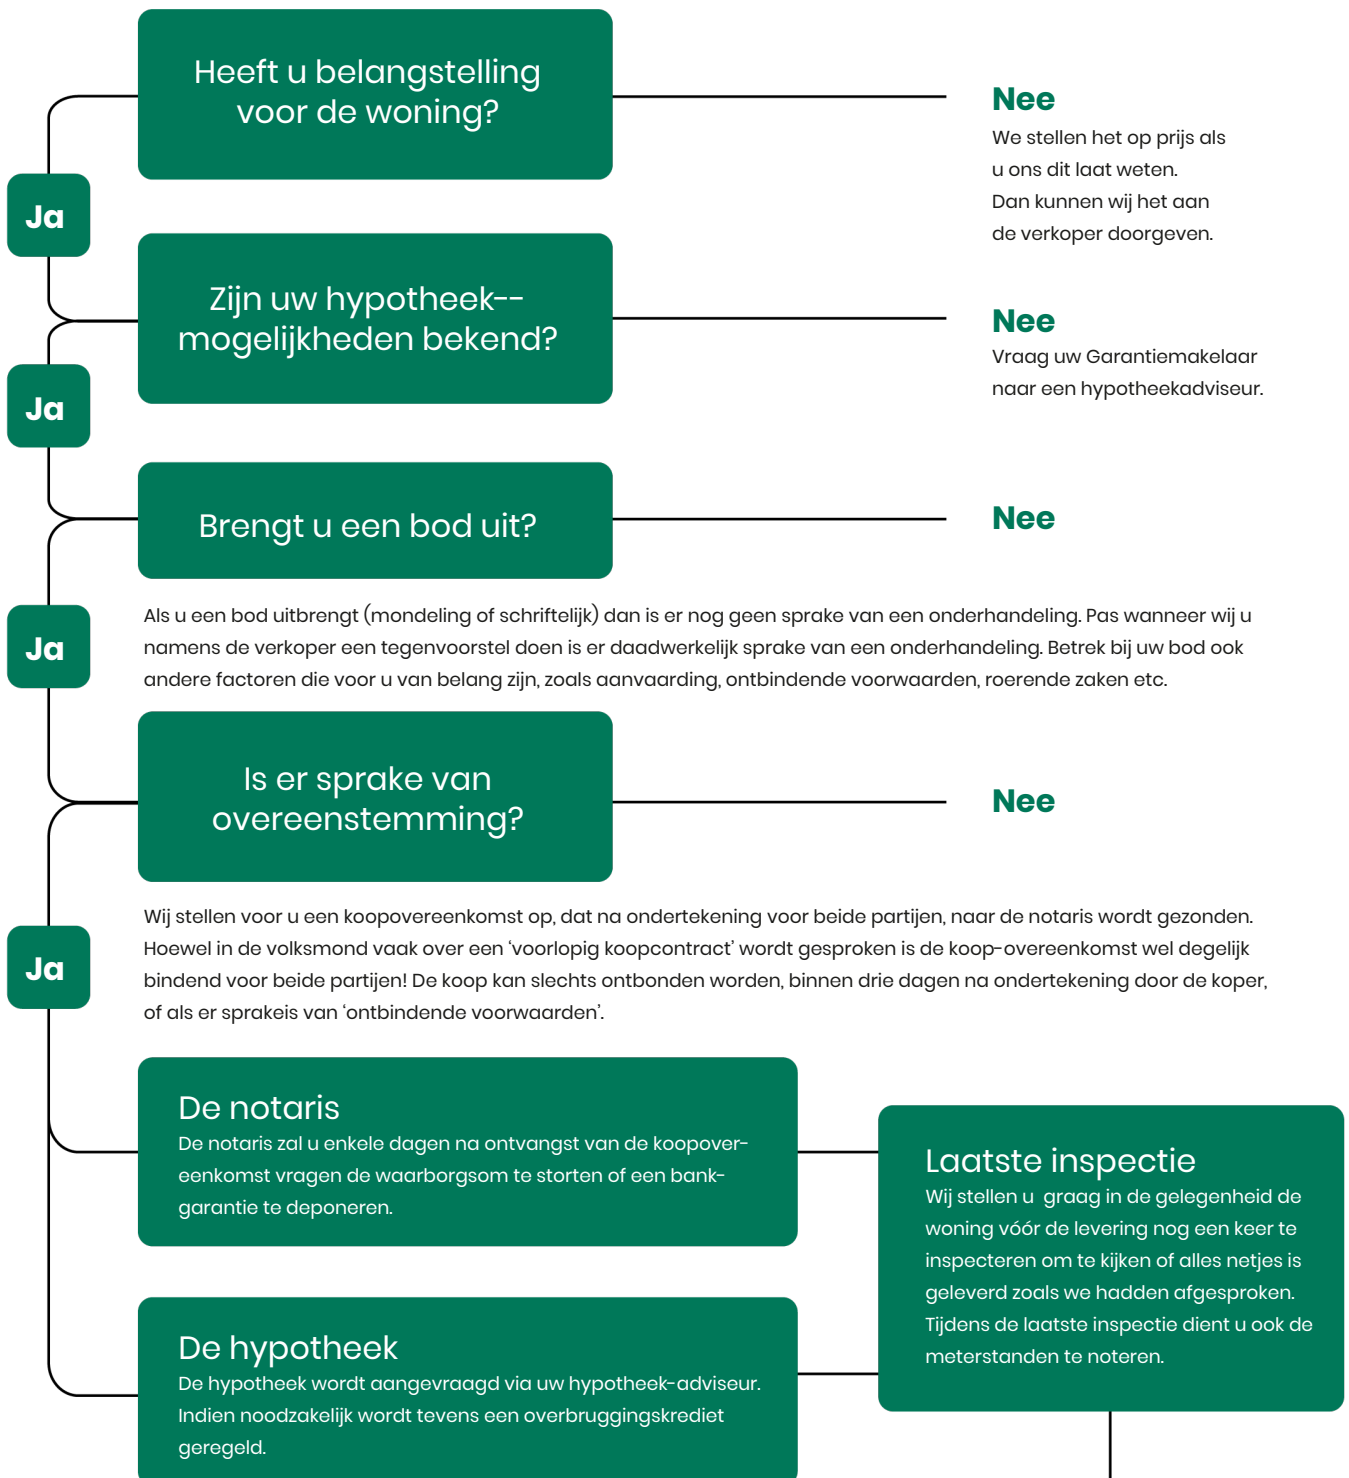 Heeft u belangstelling
voor de woning?
Nee
We stellen het op prijs als
u ons dit laat weten.
Dan kunnen wij het aan
de verkoper doorgeven.
Ja
Zijn uw hypotheek--
mogelijkheden bekend?
Nee
Vraag uw Garantiemakelaar
naar een hypotheekadviseur.
Ja
Brengt u een bod uit?
Nee
Ja
Als u een bod uitbrengt (mondeling of schriftelijk) dan is er nog geen sprake van een onderhandeling. Pas wanneer wij u
namens de verkoper een tegenvoorstel doen is er daadwerkelijk sprake van een onderhandeling. Betrek bij uw bod ook
andere factoren die voor u van belang zijn, zoals aanvaarding, ontbindende voorwaarden, roerende zaken etc.
Is er sprake van
overeenstemming?
Nee
Ja
Wij stellen voor u een koopovereenkomst op, dat na ondertekening voor beide partijen, naar de notaris wordt gezonden.
Hoewel in de volksmond vaak over een ‘voorlopig koopcontract’ wordt gesproken is de koop-overeenkomst wel degelijk
bindend voor beide partijen! De koop kan slechts ontbonden worden, binnen drie dagen na ondertekening door de koper,
of als er sprakeis van ‘ontbindende voorwaarden’.
De notaris
De notaris zal u enkele dagen na ontvangst van de koopover-
eenkomst vragen de waarborgsom te storten of een bank-
garantie te deponeren.
Laatste inspectie
Wij stellen u  graag in de gelegenheid de
woning vóór de levering nog een keer te
inspecteren om te kijken of alles netjes is
geleverd zoals we hadden afgesproken.
Tijdens de laatste inspectie dient u ook de
meterstanden te noteren.
De hypotheek
De hypotheek wordt aangevraagd via uw hypotheek-adviseur.
Indien noodzakelijk wordt tevens een overbruggingskrediet
geregeld.